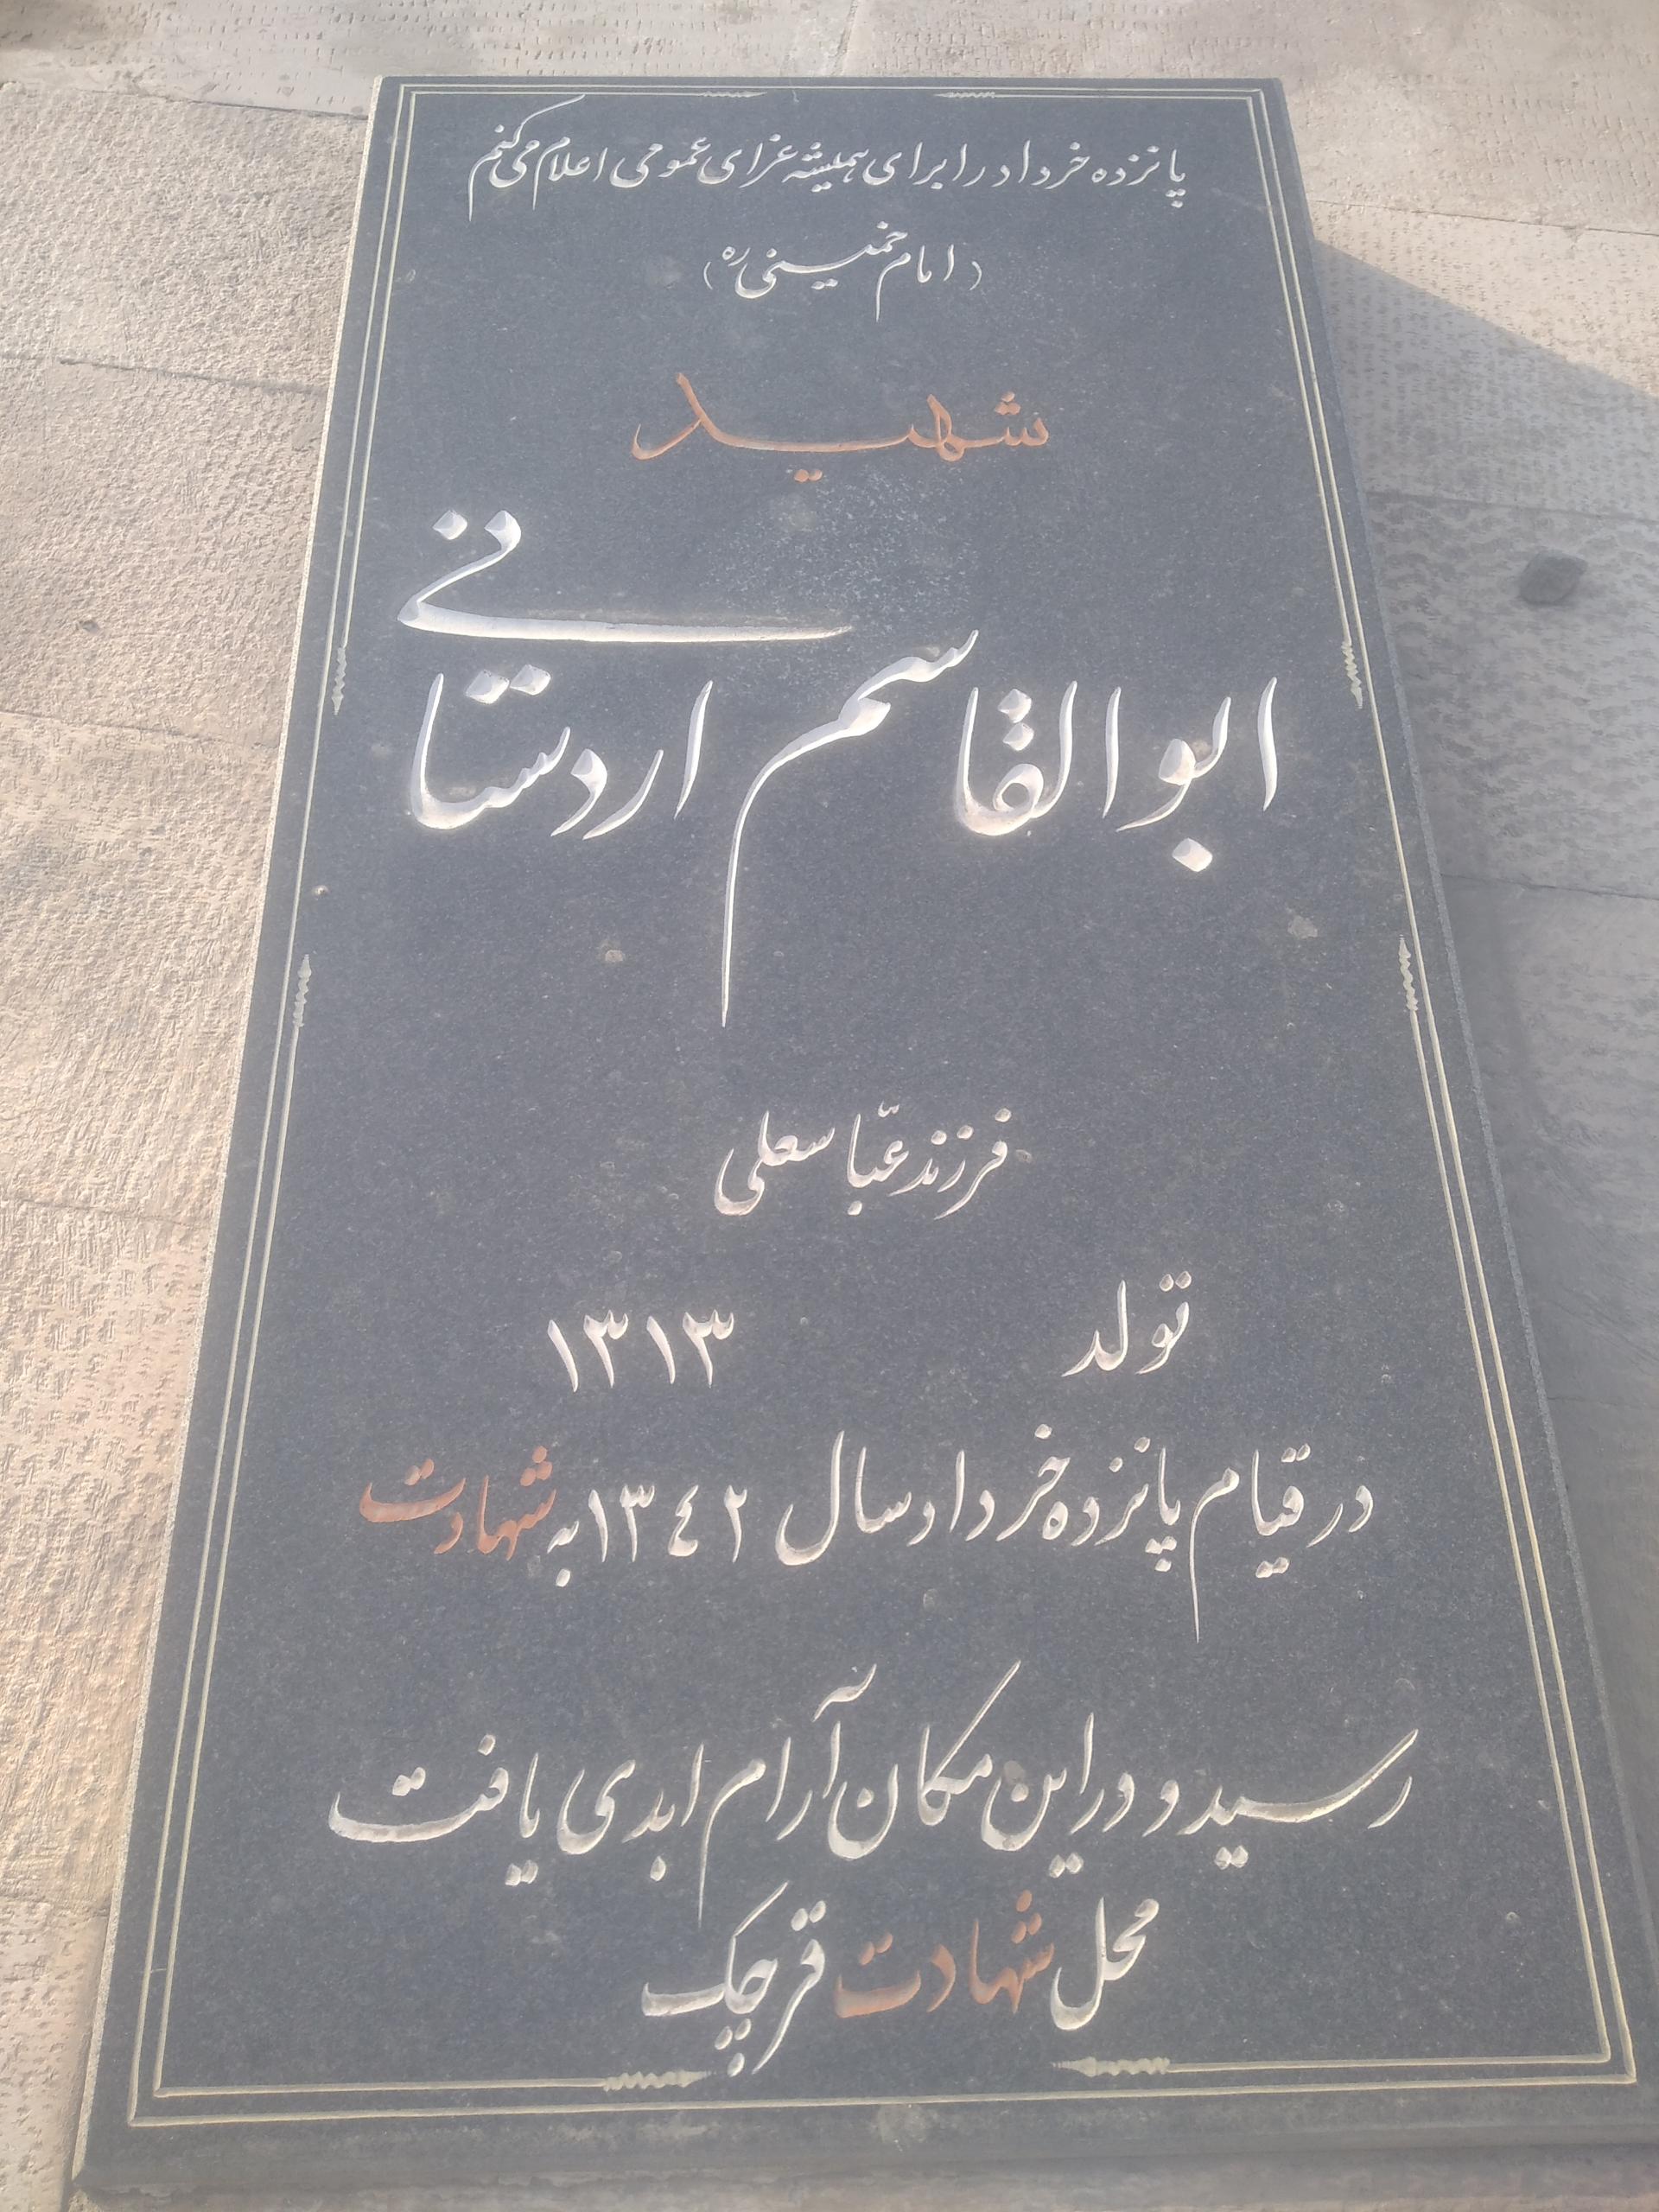 پانزده خرداد را برای همیشه عزای عمومی اعلام می کنم
(امام خمینی ره)
شهید
ابوالقاسم اردستانی
فرزند عباسعلی
تولد ۱۳۱۳
در قیام پانزده خرداد سال ۱۳٤۲ به شهادت
رسید و در این مکان آرام ابدی یافت
محل شهادت قرچک